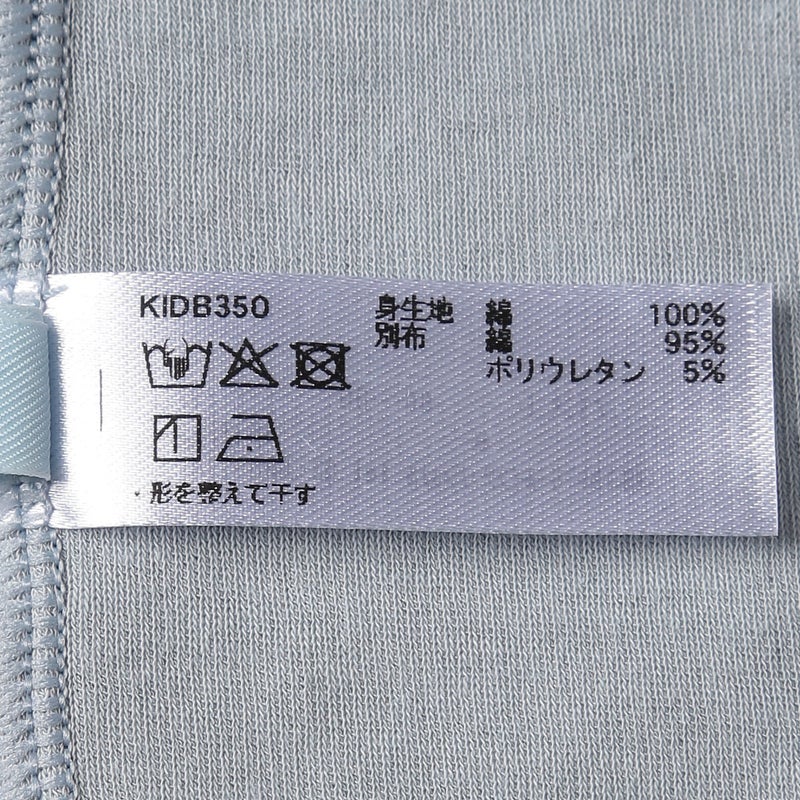 KIDB350
身生地 綿 100%
別布 綿 95%
ポリウレタン 5%
・形を整えて干す